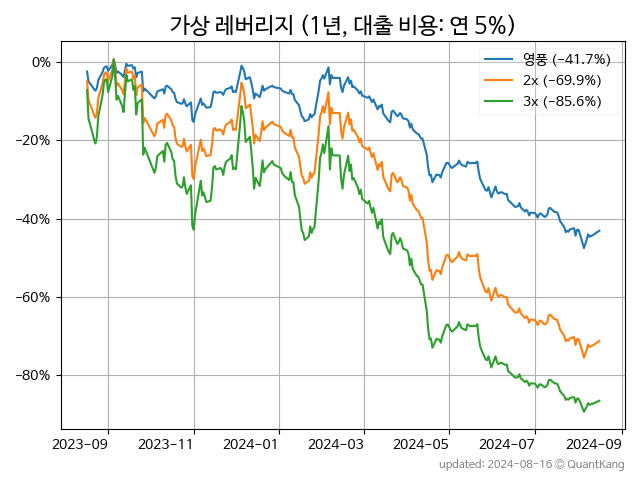 가상 레버리지 (1년, 대출 비용: 연 5%)
영풍 (−41.7%)
2x (−69.9%)
3x (−85.6%)
0%
−20%
−40%
−60%
−80%
2023-09 2023-11 2024-01 2024-03 2024-05 2024-07 2024-09
updated: 2024-08-16 © QuantKang